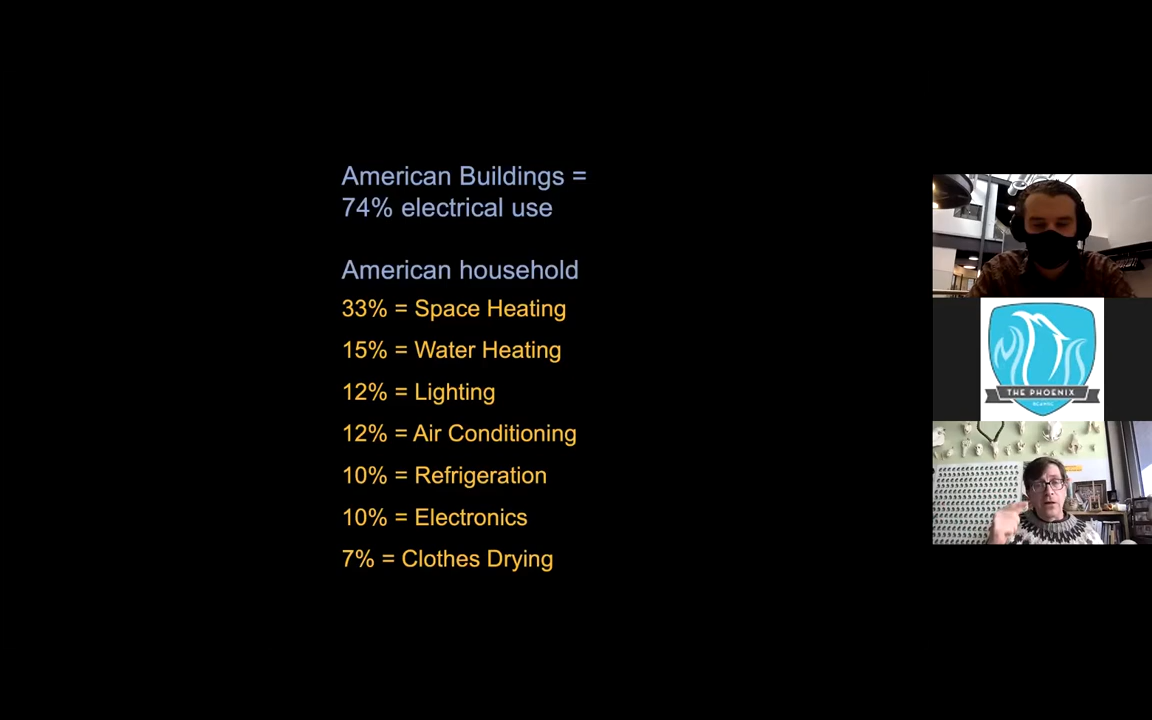 American Buildings =
74% electrical use
American household
33% = Space Heating
15% = Water Heating
12% = Lighting
12% = Air Conditioning
10% = Refrigeration
10% = Electronics
7% = Clothes Drying
THE PHOENIX